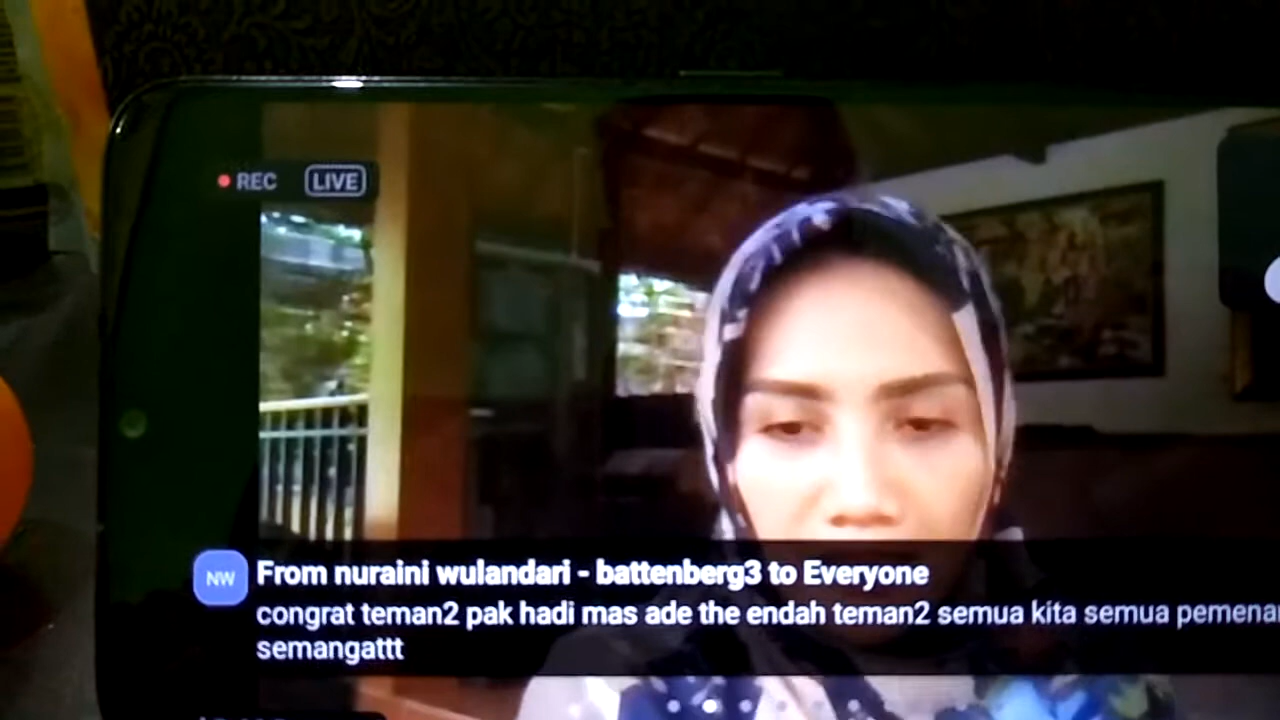 REC LIVE
NW
From nuraini wulandari - battenberg3 to Everyone
congrat teman2 pak hadi mas ade the endah teman2 semua kita semua
semangattt